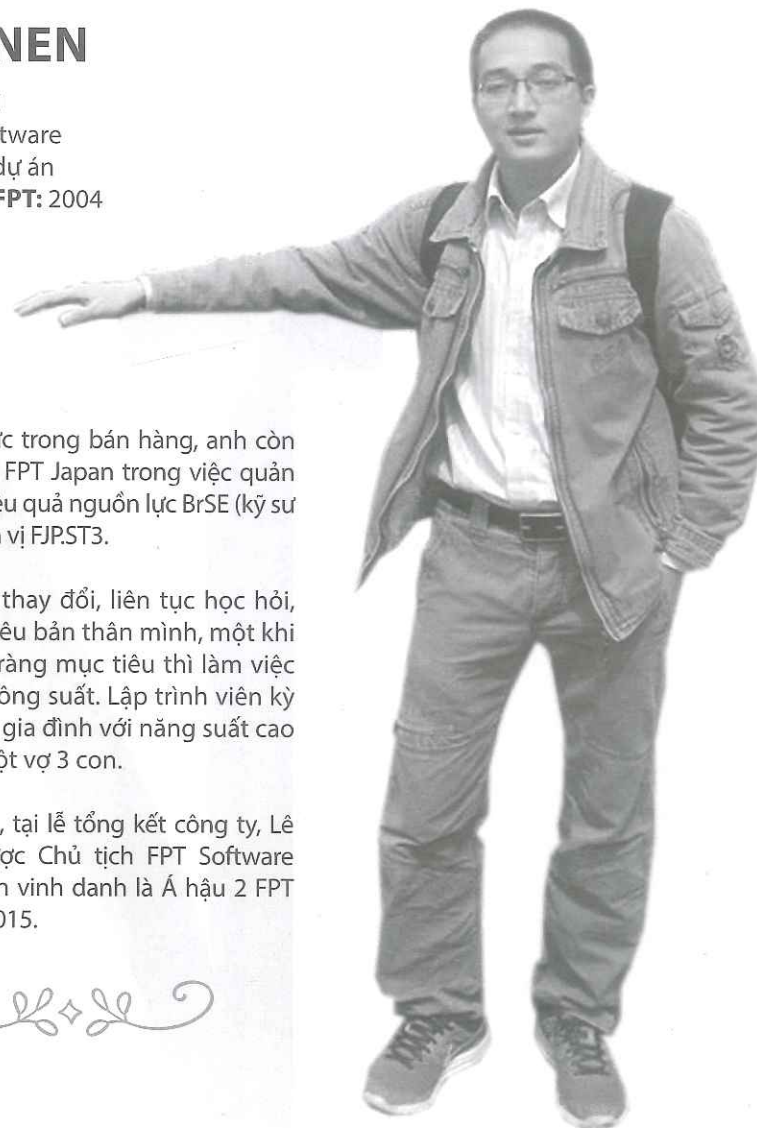 NEN
tware
dự án
FPT: 2004
ực trong bán hàng, anh còn
FPT Japan trong việc quản
ệu quả nguồn lực BrSE (kỹ sư
vị FJP.ST3.
thay đổi, liên tục học hỏi,
iêu bản thân mình, một khi
ràng mục tiêu thì làm việc
ông suất. Lập trình viên kỳ
gia đình với năng suất cao
ột vợ 3 con.
, tại lễ tổng kết công ty, Lê
ợc Chủ tịch FPT Software
n vinh danh là Á hậu 2 FPT
015.